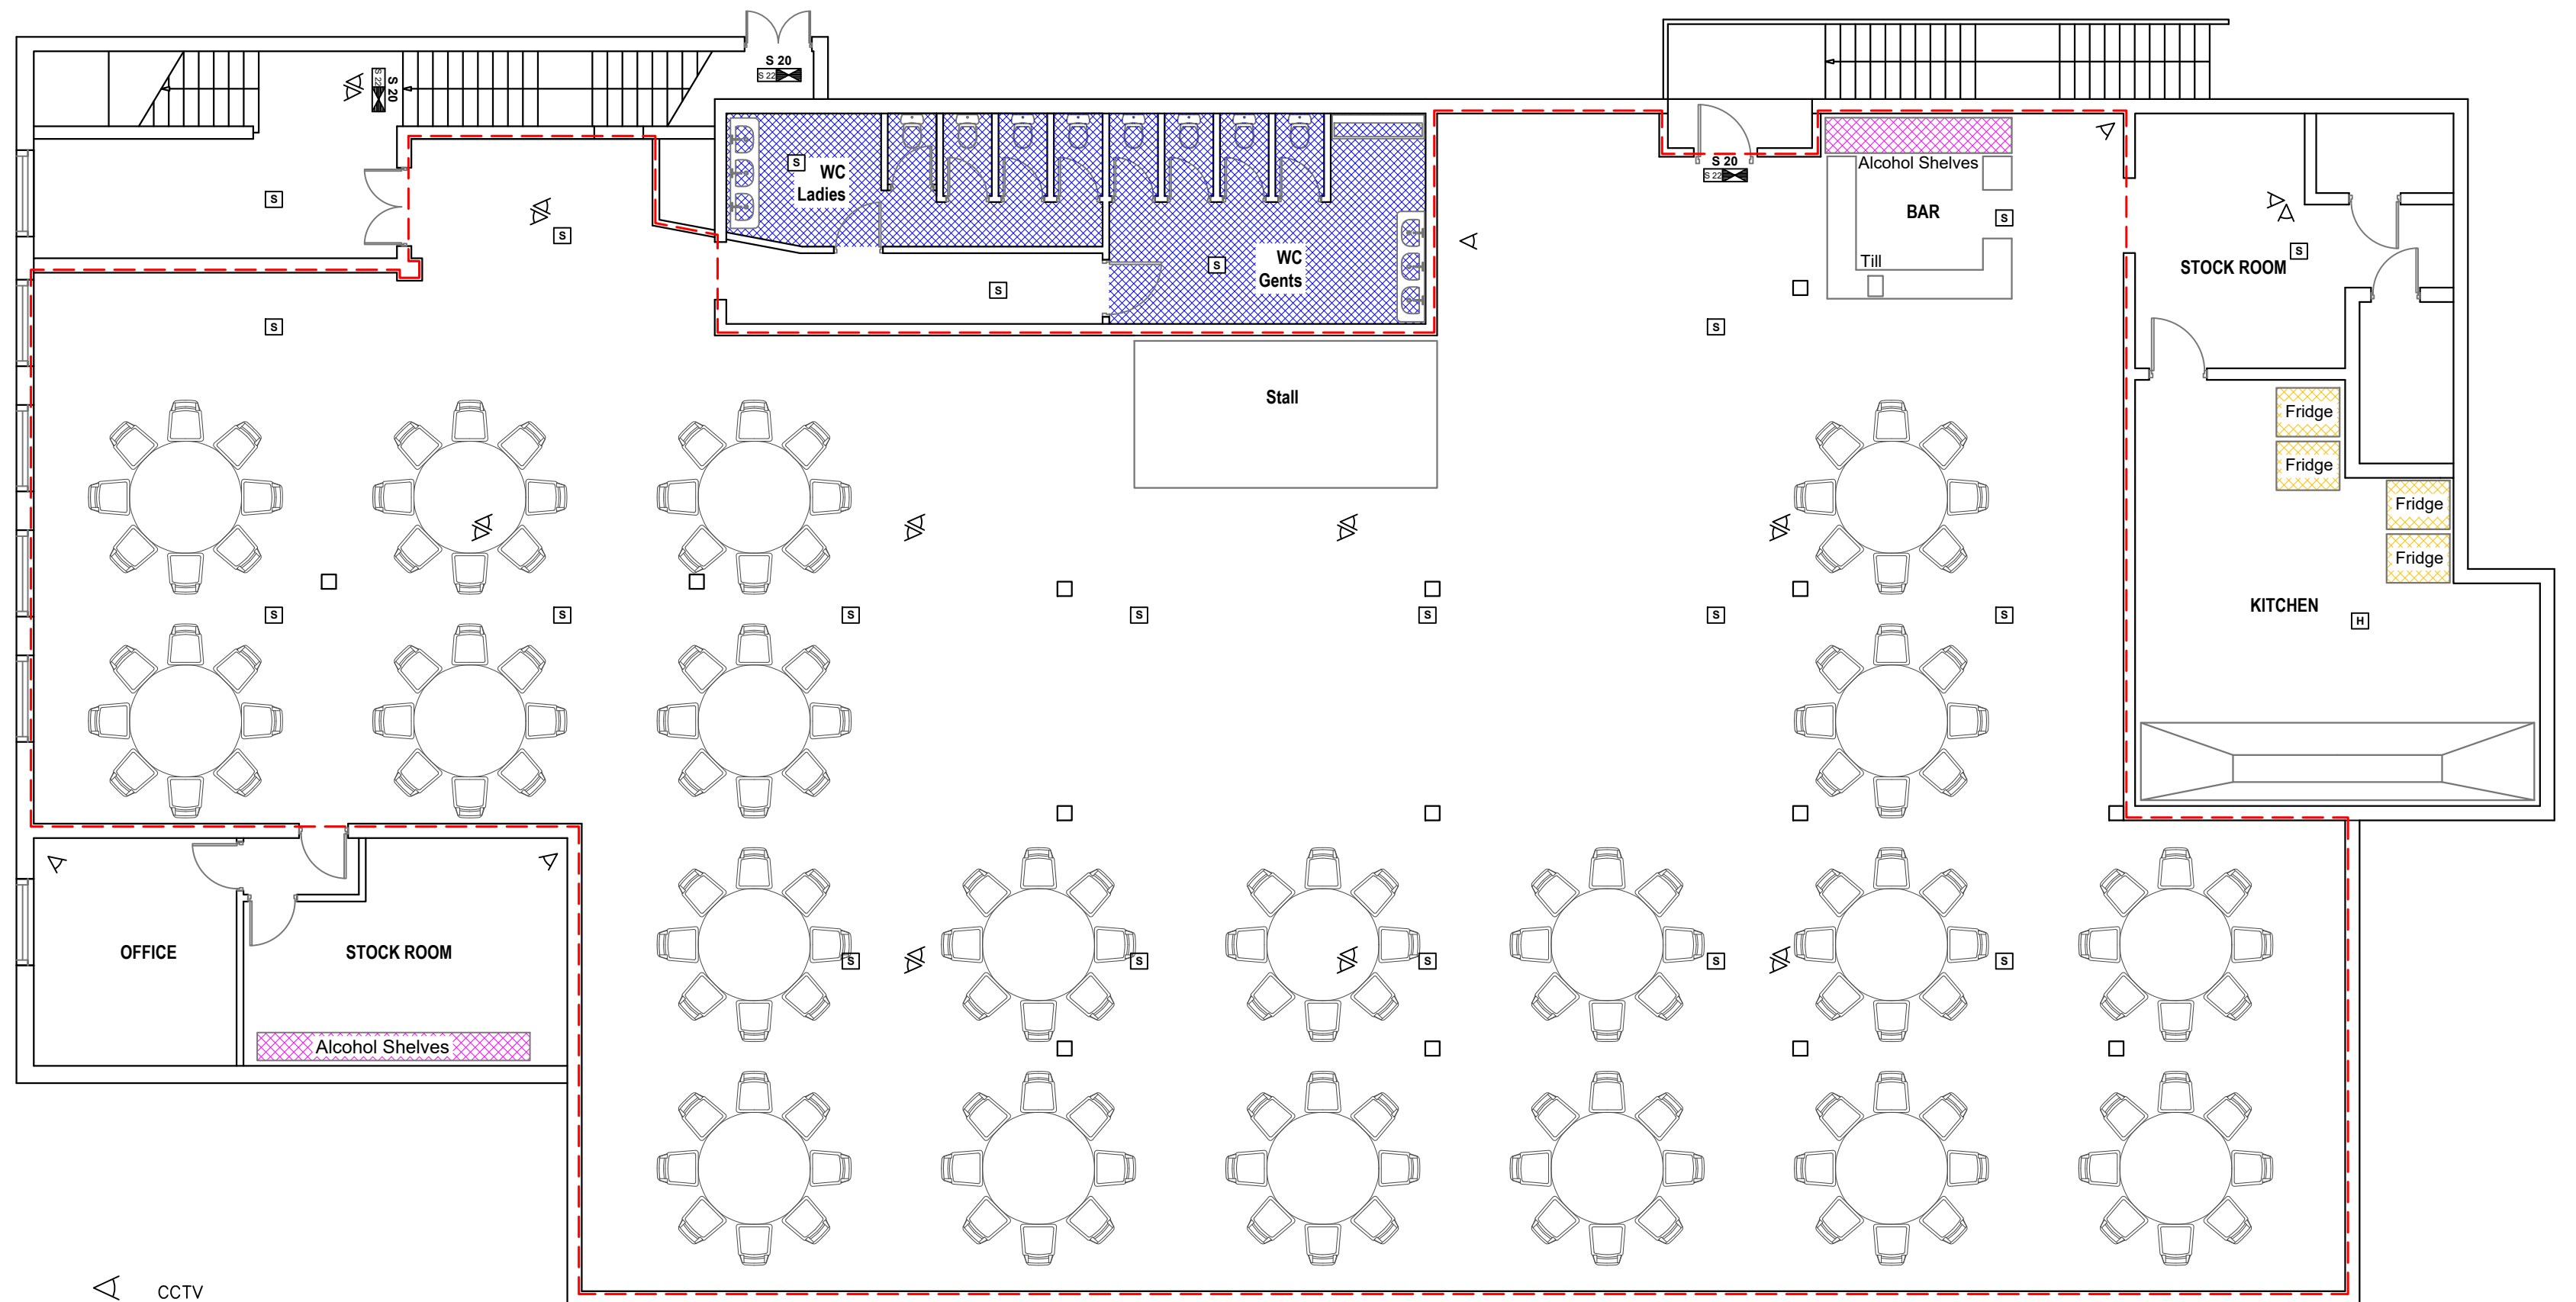 S 20
S 22
S 20
S 22
S
WC
Ladies
S
S
WC
Gents
S
S
S
S
S 20
S 22
Alcohol Shelves
BAR
S
Till
S
STOCK ROOM
S
Stall
Fridge
Fridge
Fridge
Fridge
KITCHEN
H
S
S
S
S
S
S
S
OFFICE
STOCK ROOM
Alcohol Shelves
S
S
S
S
S
CCTV